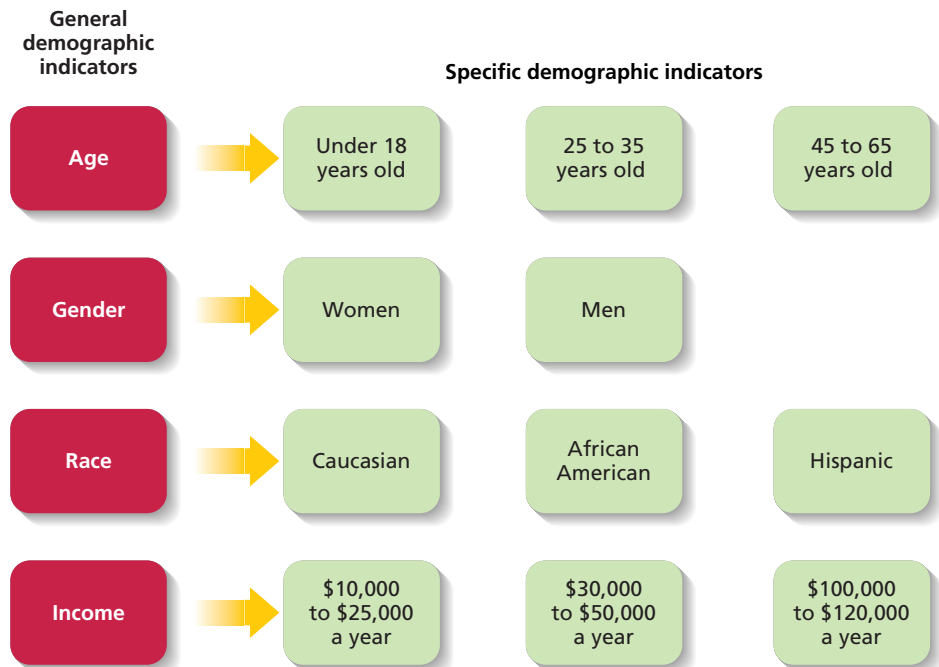 General
demographic
indicators
Specific demographic indicators
Age
Under 18
years old
25 to 35
years old
45 to 65
years old
Gender
Women
Men
Race
Caucasian
African
American
Hispanic
Income
$10,000
to $25,000
a year
$30,000
to $50,000
a year
$100,000
to $120,000
a year